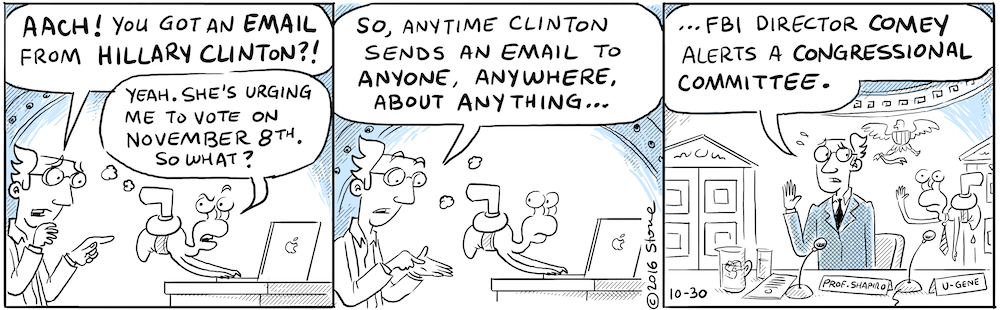 AACH! YOU GOT AN EMAIL
FROM HILLARY CLINTON?!
YEAH. SHE'S URGING
ME TO VOTE ON
NOVEMBER 8TH.
SO WHAT?
SO, ANYTIME CLINTON
SENDS AN EMAIL TO
ANYONE, ANYWHERE,
ABOUT ANYTHING...
©2016 Stone
...FBI DIRECTOR COMEY
ALERTS A CONGRESSIONAL
COMMITTEE.
10-30
PROF. SHAPIRO
U-GENE